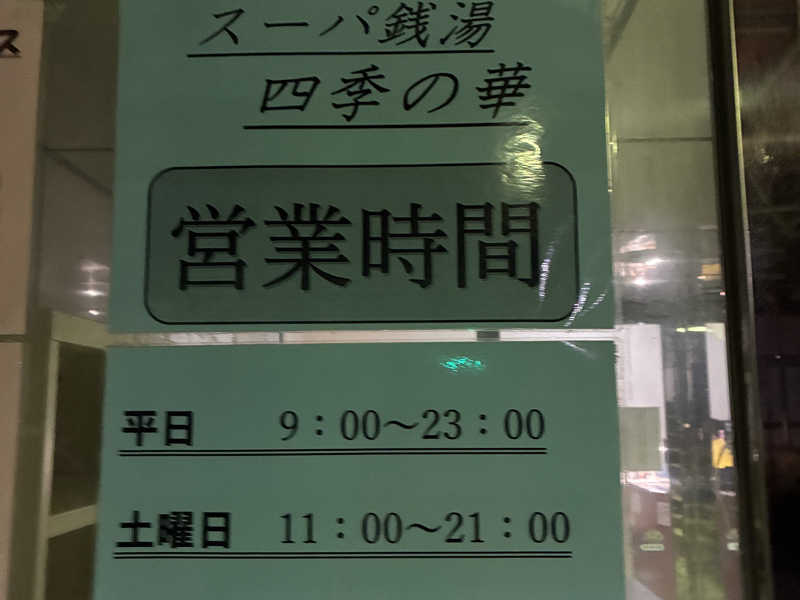 ス
スーパ銭湯
四季の華
営業時間
平日 9：00～23：00
土曜日 11：00～21：00